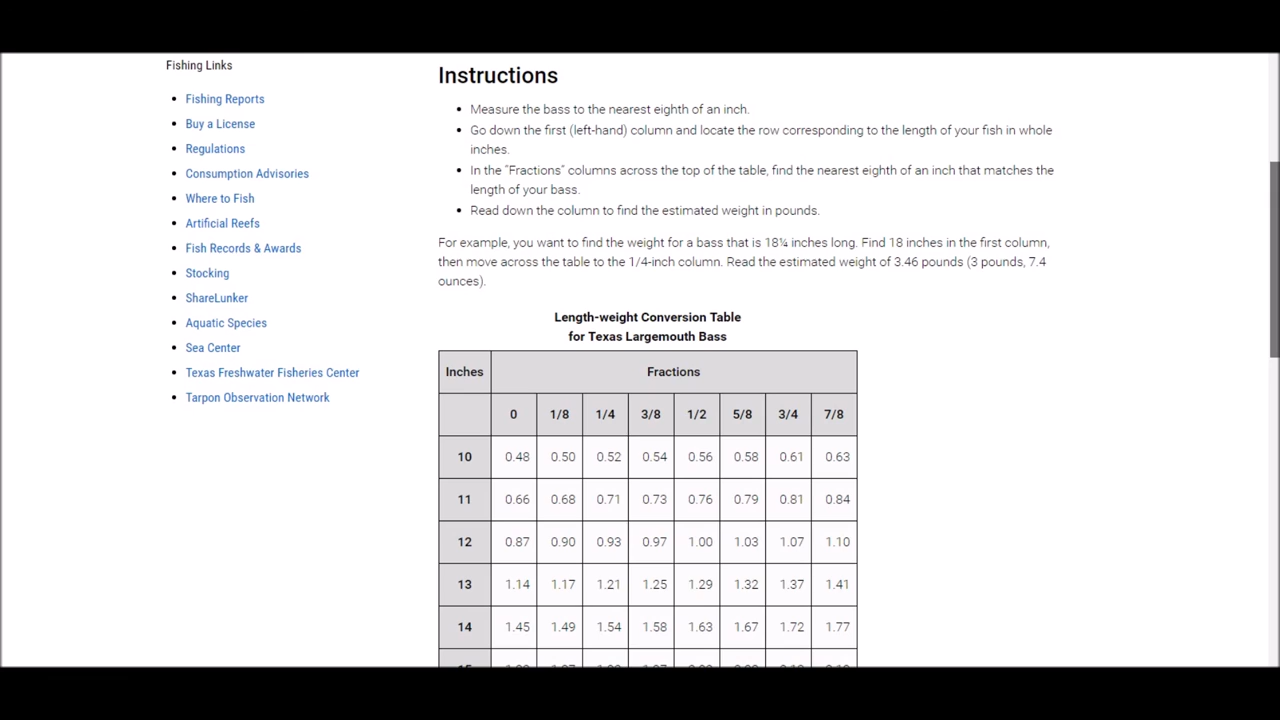 Fishing Links
Fishing Reports
Buy a License
Regulations
Consumption Advisories
Where to Fish
Artificial Reefs
Fish Records & Awards
Stocking
ShareLunker
Aquatic Species
Sea Center
Texas Freshwater Fisheries Center
Tarpon Observation Network
Instructions
Measure the bass to the nearest eighth of an inch.
Go down the first (left-hand) column and locate the row corresponding to the length of your fish in whole
inches.
In the "Fractions" columns across the top of the table, find the nearest eighth of an inch that matches the
length of your bass.
Read down the column to find the estimated weight in pounds.
For example, you want to find the weight for a bass that is 18¼ inches long. Find 18 inches in the first column,
then move across the table to the 1/4-inch column. Read the estimated weight of 3.46 pounds (3 pounds, 7.4
ounces).
Length-weight Conversion Table
for Texas Largemouth Bass
Inches Fractions
0 1/8 1/4 3/8 1/2 5/8 3/4 7/8
10 0.48 0.50 0.52 0.54 0.56 0.58 0.61 0.63
11 0.66 0.68 0.71 0.73 0.76 0.79 0.81 0.84
12 0.87 0.90 0.93 0.97 1.00 1.03 1.07 1.10
13 1.14 1.17 1.21 1.25 1.29 1.32 1.37 1.41
14 1.45 1.49 1.54 1.58 1.63 1.67 1.72 1.77